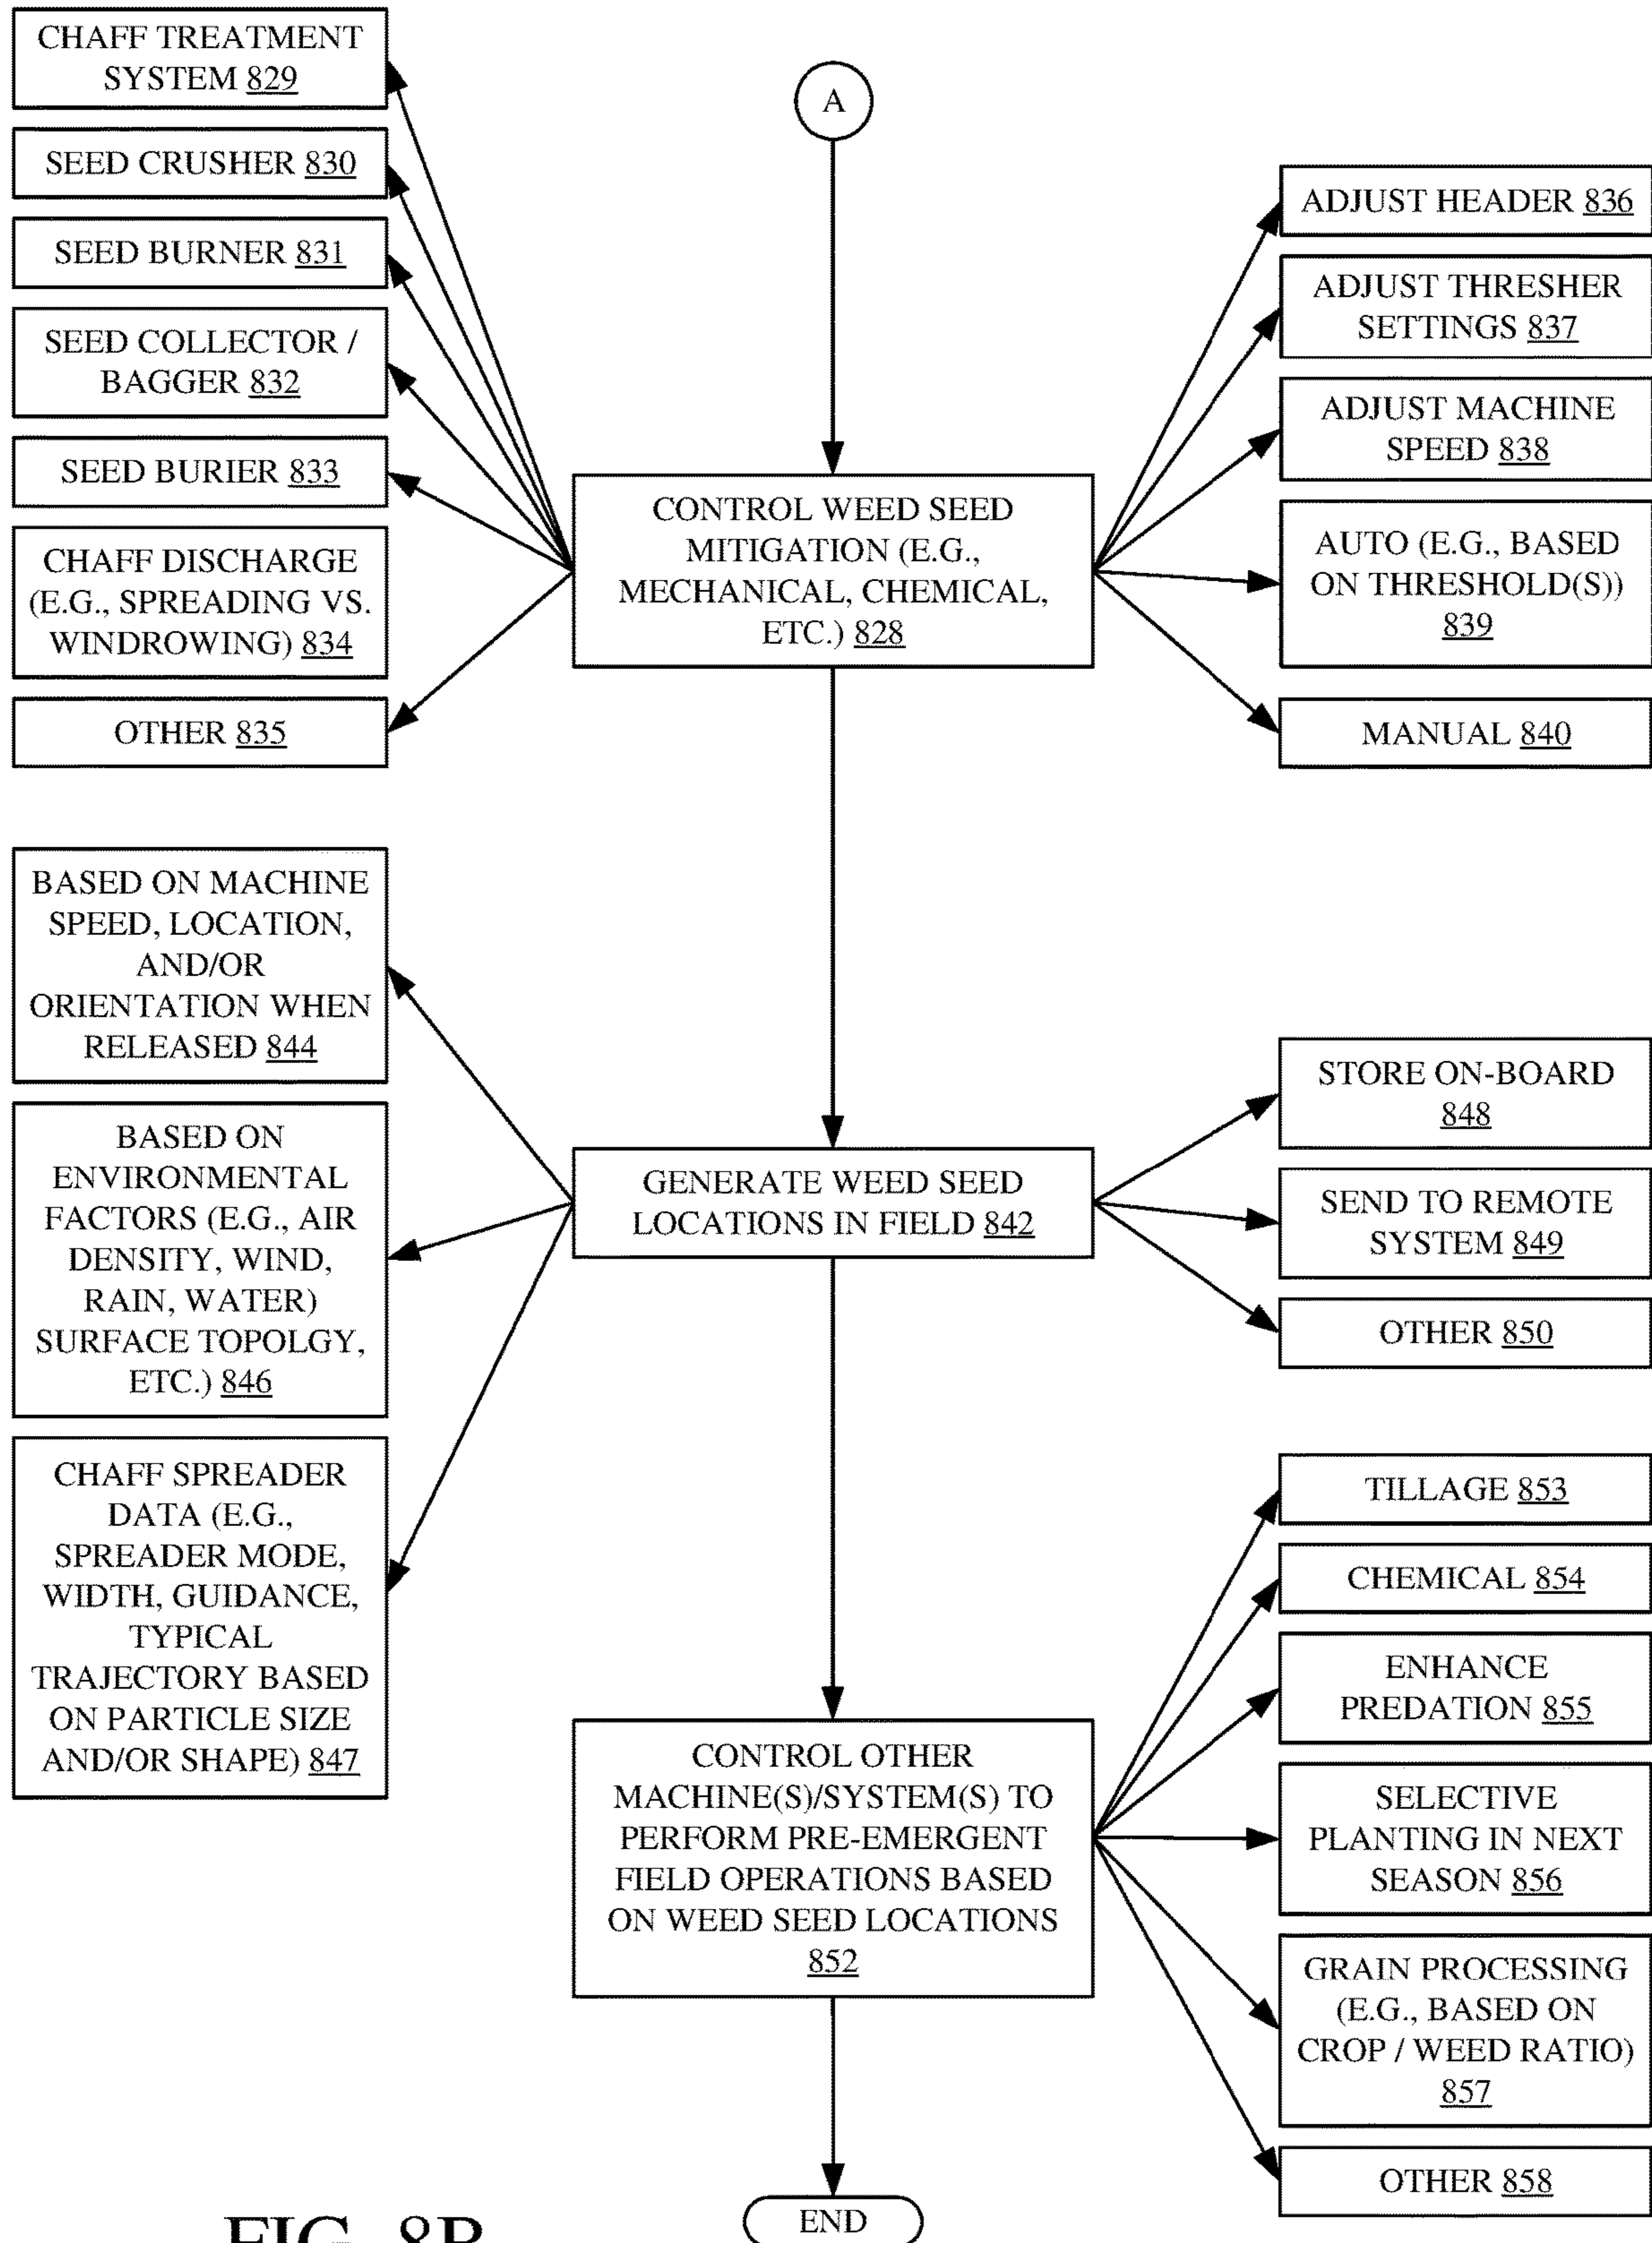 CHAFF TREATMENT
SYSTEM 829
SEED CRUSHER 830
SEED BURNER 831
SEED COLLECTOR /
BAGGER 832
SEED BURIER 833
CHAFF DISCHARGE
(E.G., SPREADING VS.
WINDROWING) 834
OTHER 835
A
CONTROL WEED SEED
MITIGATION (E.G.,
MECHANICAL, CHEMICAL,
ETC.) 828
ADJUST HEADER 836
ADJUST THRESHER
SETTINGS 837
ADJUST MACHINE
SPEED 838
AUTO (E.G., BASED
ON THRESHOLD(S))
839
MANUAL 840
BASED ON MACHINE
SPEED, LOCATION,
AND/OR
ORIENTATION WHEN
RELEASED 844
BASED ON
ENVIRONMENTAL
FACTORS (E.G., AIR
DENSITY, WIND,
RAIN, WATER)
SURFACE TOPOLGY,
ETC.) 846
CHAFF SPREADER
DATA (E.G.,
SPREADER MODE,
WIDTH, GUIDANCE,
TYPICAL
TRAJECTORY BASED
ON PARTICLE SIZE
AND/OR SHAPE) 847
GENERATE WEED SEED
LOCATIONS IN FIELD 842
STORE ON-BOARD
848
SEND TO REMOTE
SYSTEM 849
OTHER 850
CONTROL OTHER
MACHINE(S)/SYSTEM(S) TO
PERFORM PRE-EMERGENT
FIELD OPERATIONS BASED
ON WEED SEED LOCATIONS
852
TILLAGE 853
CHEMICAL 854
ENHANCE
PREDATION 855
SELECTIVE
PLANTING IN NEXT
SEASON 856
GRAIN PROCESSING
(E.G., BASED ON
CROP / WEED RATIO)
857
OTHER 858
END
FIG. 8B